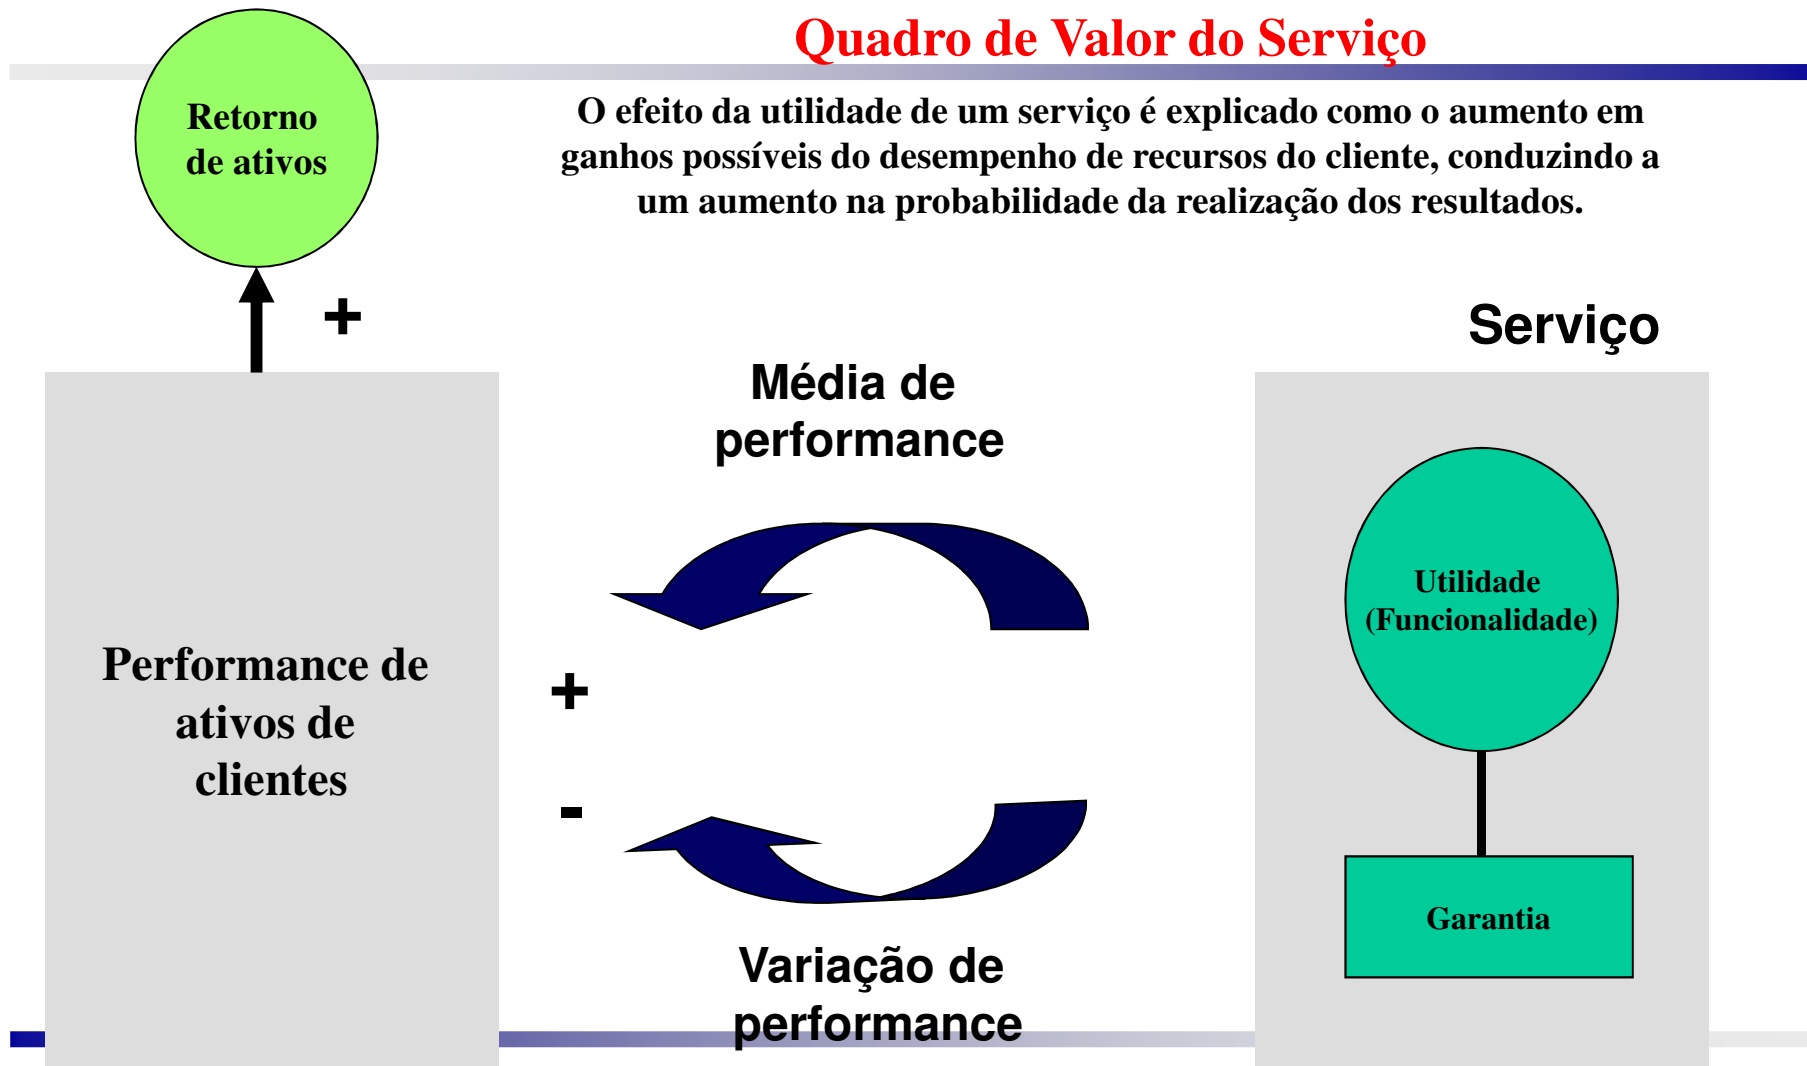 Quadro de Valor do Serviço
Retorno
de ativos
O efeito da utilidade de um serviço é explicado como o aumento em
ganhos possíveis do desempenho de recursos do cliente, conduzindo a
um aumento na probabilidade da realização dos resultados.
+
Serviço
Média de
performance
Utilidade
(Funcionalidade)
Performance de
ativos de
clientes
+
-
Garantia
Variação de
performance